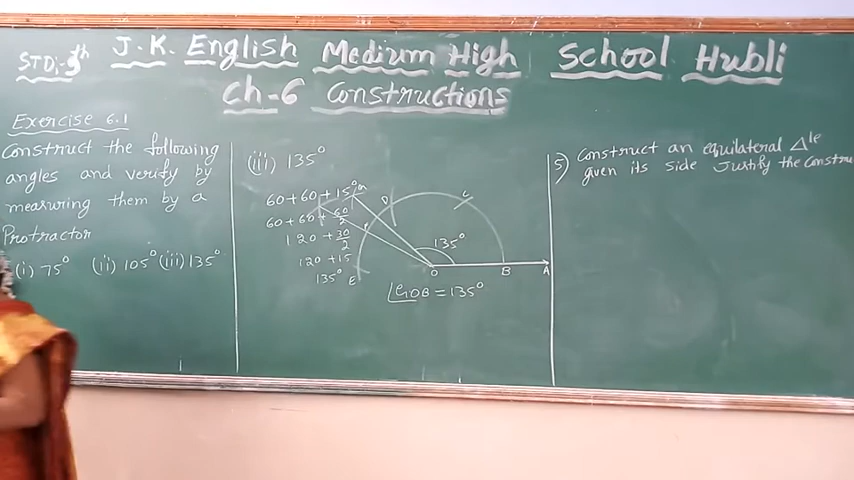 STD:- 9th J.K. English Medium High School Hubli
Ch-6 Constructions
Exercise 6.1
Construct the following
angles and verify by
measuring them by a
Protractor
(i) 75° (ii) 105° (iii) 135°
(iii) 135°
60+60+15°
60+60+60/2
120+30/2
120+15
135°
G
D
C
F
E
135°
O
B
A
∠GOB=135°
5) Construct an equilateral Δle
given its side Justify the Constru